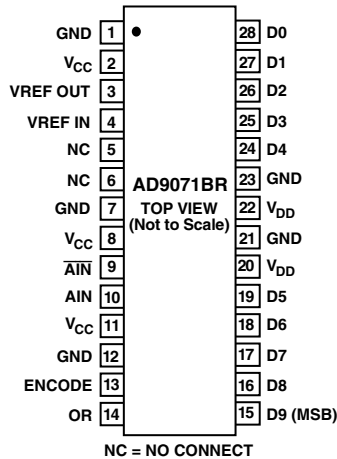 GND 1 28 D0
VCC 2 27 D1
VREF OUT 3 26 D2
VREF IN 4 25 D3
NC 5 24 D4
NC 6 23 GND
AD9071BR
GND 7 22 VDD
TOP VIEW
(Not to Scale)
VCC 8 21 GND
A̅I̅N̅ 9 20 VDD
AIN 10 19 D5
VCC 11 18 D6
GND 12 17 D7
ENCODE 13 16 D8
OR 14 15 D9 (MSB)
NC = NO CONNECT